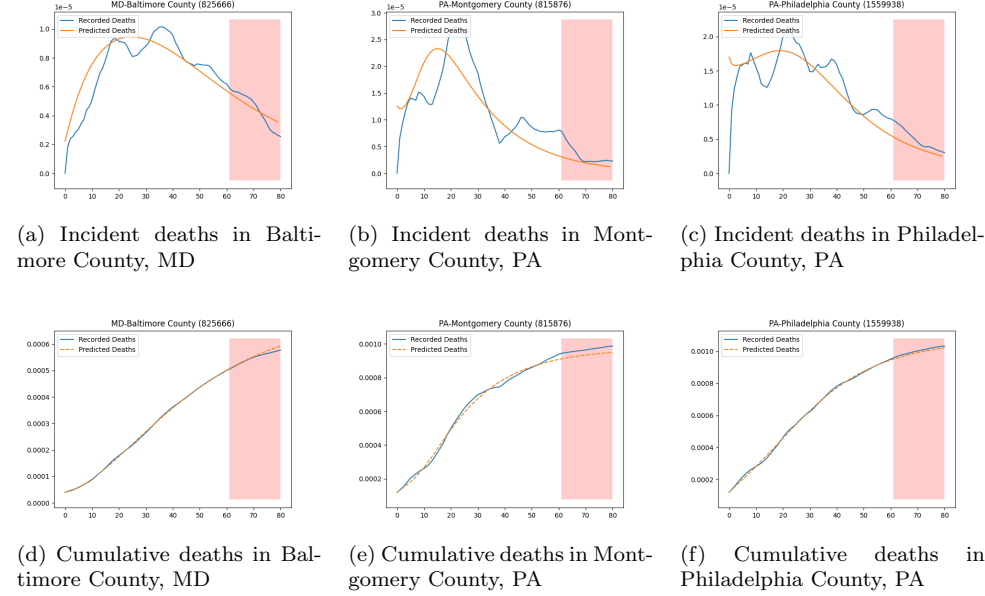 MD-Baltimore County (825666)
1e−5
Recorded Deaths
Predicted Deaths
1.0
0.8
0.6
0.4
0.2
0.0
0 10 20 30 40 50 60 70 80
PA-Montgomery County (815876)
1e−5
Recorded Deaths
Predicted Deaths
3.0
2.5
2.0
1.5
1.0
0.5
0.0
0 10 20 30 40 50 60 70 80
PA-Philadelphia County (1559938)
1e−5
Recorded Deaths
Predicted Deaths
2.0
1.5
1.0
0.5
0.0
0 10 20 30 40 50 60 70 80
(a) Incident deaths in Balti-
more County, MD
(b) Incident deaths in Mont-
gomery County, PA
(c) Incident deaths in Philadel-
phia County, PA
MD-Baltimore County (825666)
Recorded Deaths
Predicted Deaths
0.0006
0.0005
0.0004
0.0003
0.0002
0.0001
0.0000
0 10 20 30 40 50 60 70 80
PA-Montgomery County (815876)
Recorded Deaths
Predicted Deaths
0.0010
0.0008
0.0006
0.0004
0.0002
0 10 20 30 40 50 60 70 80
PA-Philadelphia County (1559938)
Recorded Deaths
Predicted Deaths
0.0010
0.0008
0.0006
0.0004
0.0002
0 10 20 30 40 50 60 70 80
(d) Cumulative deaths in Bal-
timore County, MD
(e) Cumulative deaths in Mont-
gomery County, PA
(f) Cumulative deaths in
Philadelphia County, PA